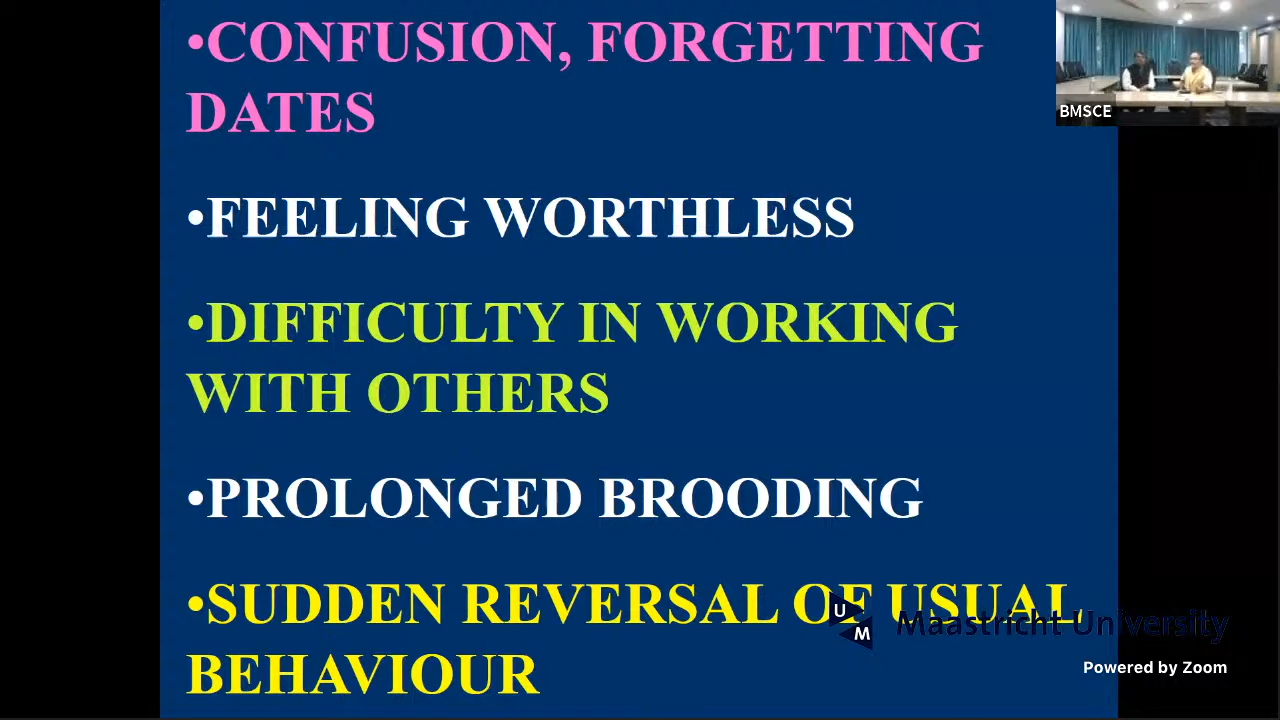 •CONFUSION, FORGETTING
DATES
•FEELING WORTHLESS
•DIFFICULTY IN WORKING
WITH OTHERS
•PROLONGED BROODING
•SUDDEN REVERSAL OF USUAL
BEHAVIOUR
BMSCE
U
M
Maastricht University
Powered by Zoom